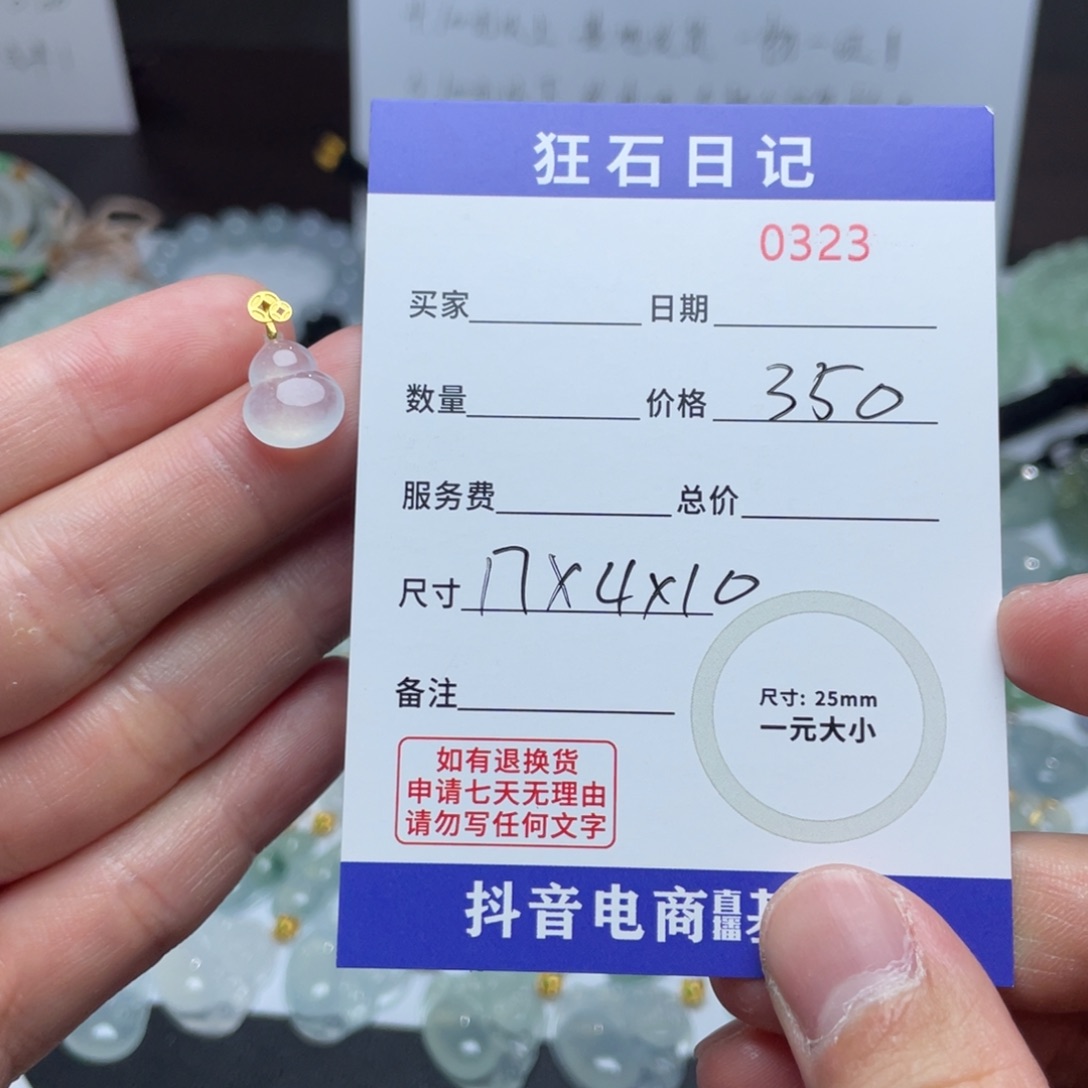 狂石日记
0323
买家 日期
数量 价格 350
服务费 总价
尺寸 17X4X10
尺寸: 25mm
一元大小
备注
如有退换货
申请七天无理由
请勿写任何文字
抖音电商直播